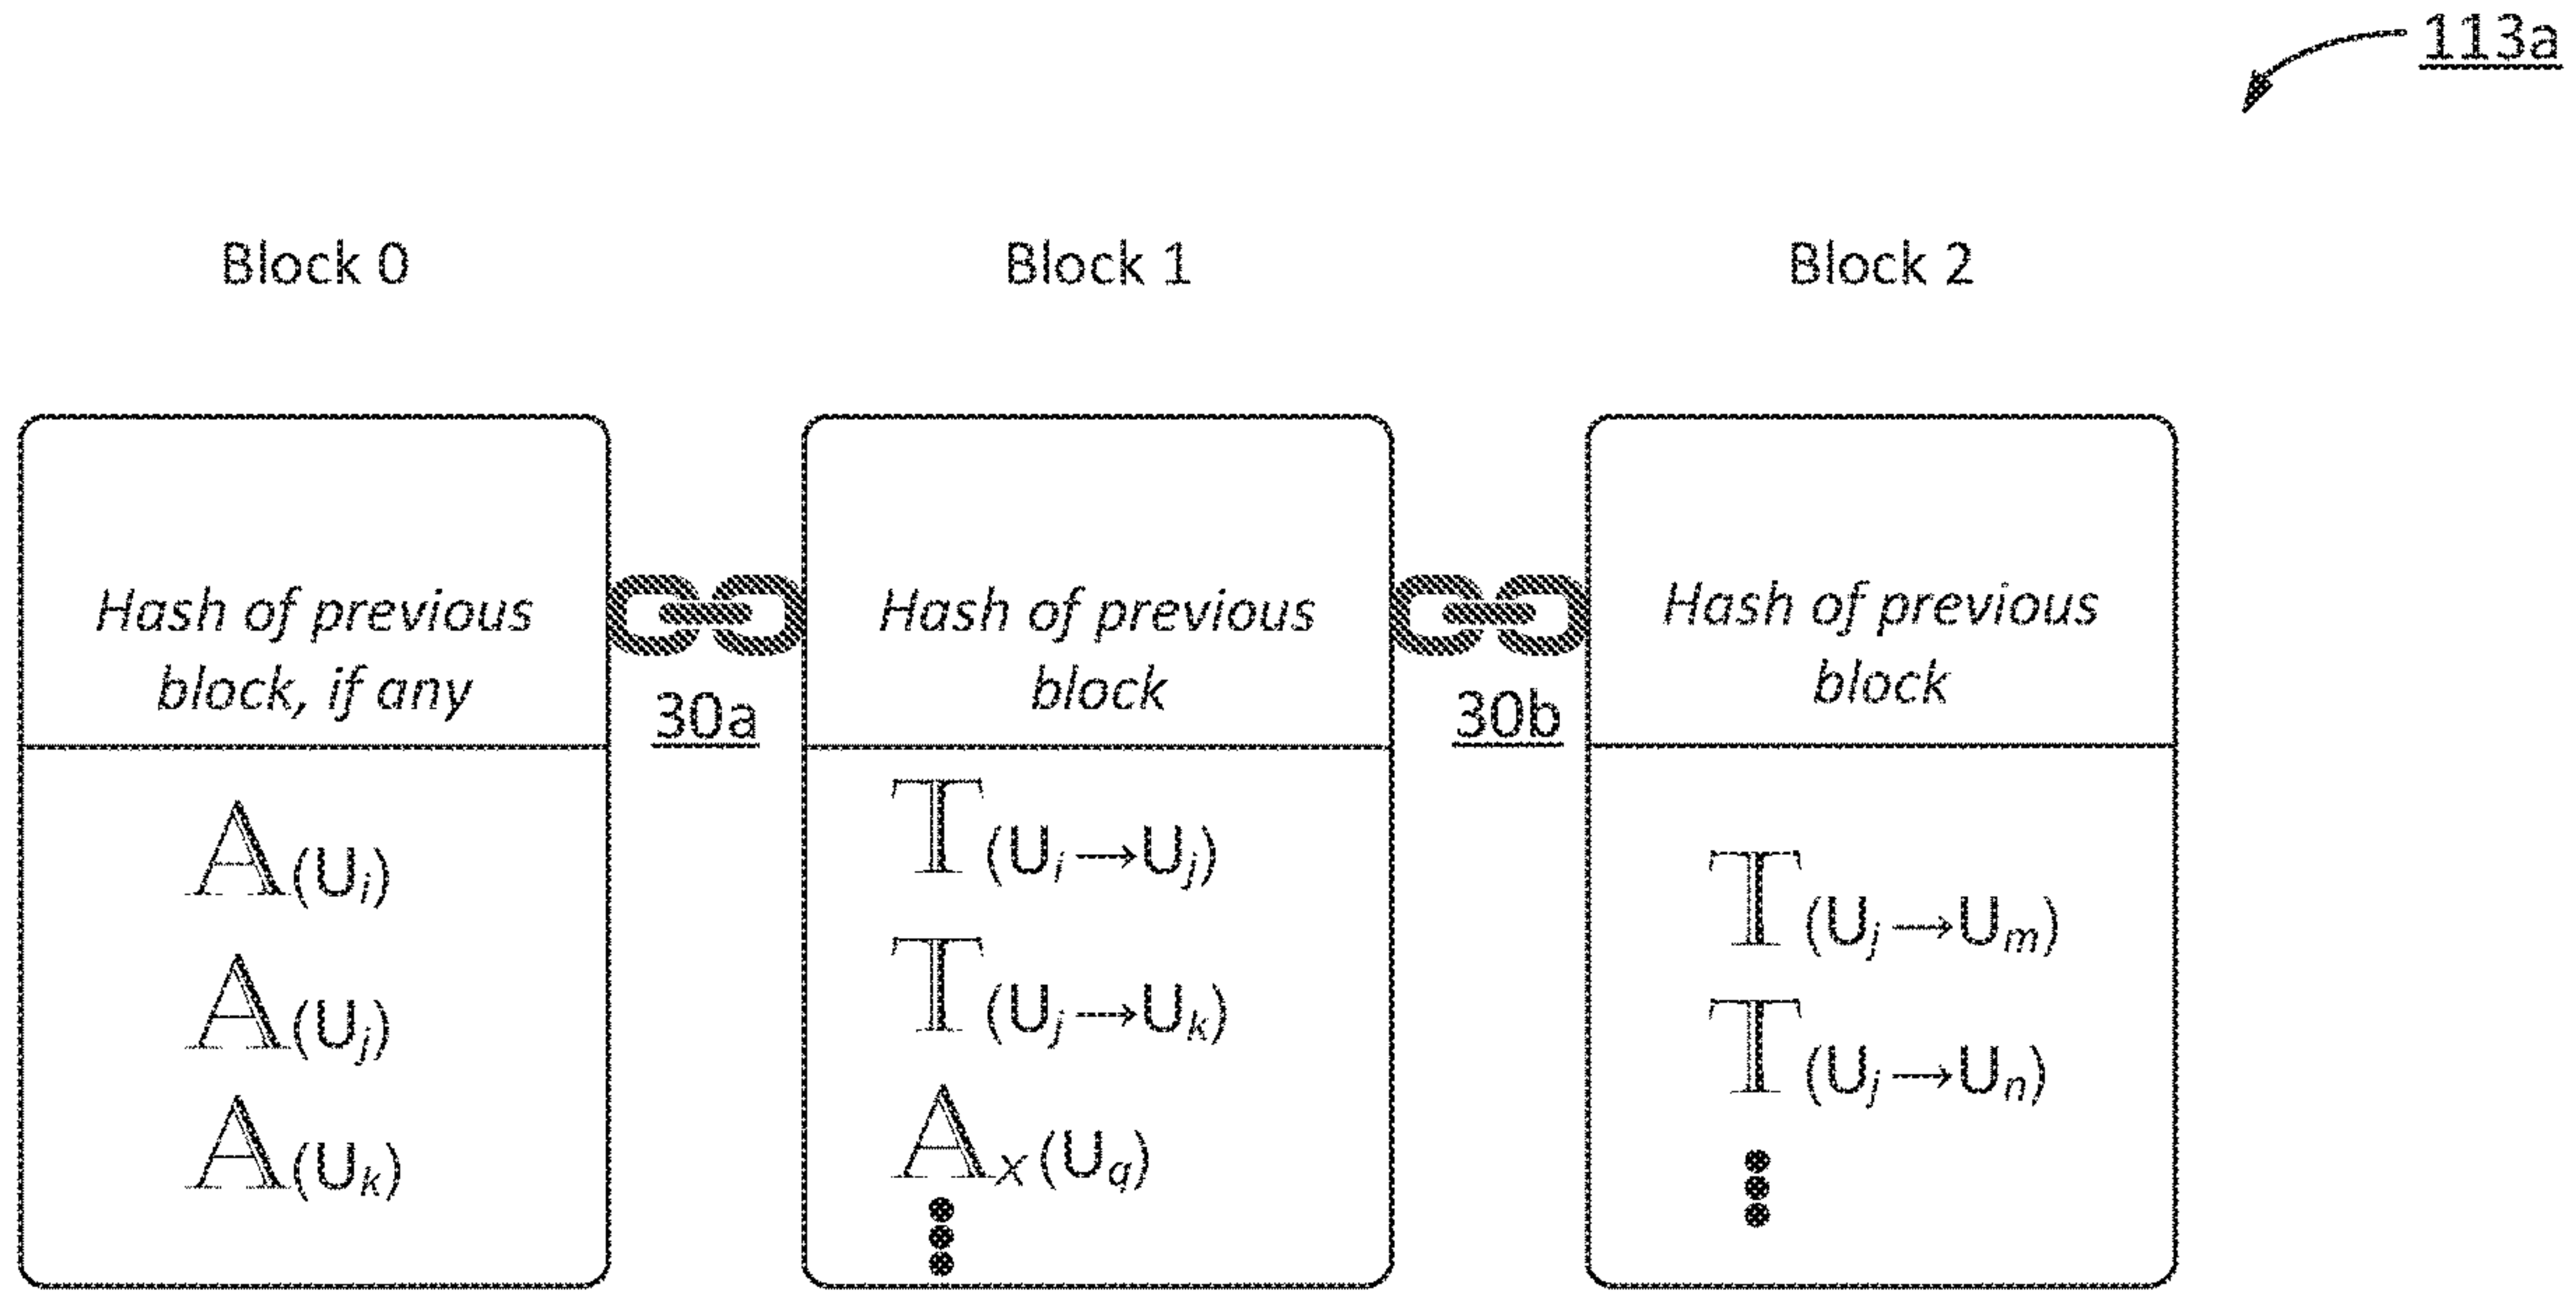 113a
Block 0
Block 1
Block 2
Hash of previous
block, if any
30a
Hash of previous
block
30b
Hash of previous
block
𝔸(Uᵢ)
𝔸(Uⱼ)
𝔸(Uₖ)
𝕋(Uᵢ→Uⱼ)
𝕋(Uⱼ→Uₖ)
𝔸ₓ(U_q)
𝕋(Uⱼ→Uₘ)
𝕋(Uⱼ→Uₙ)